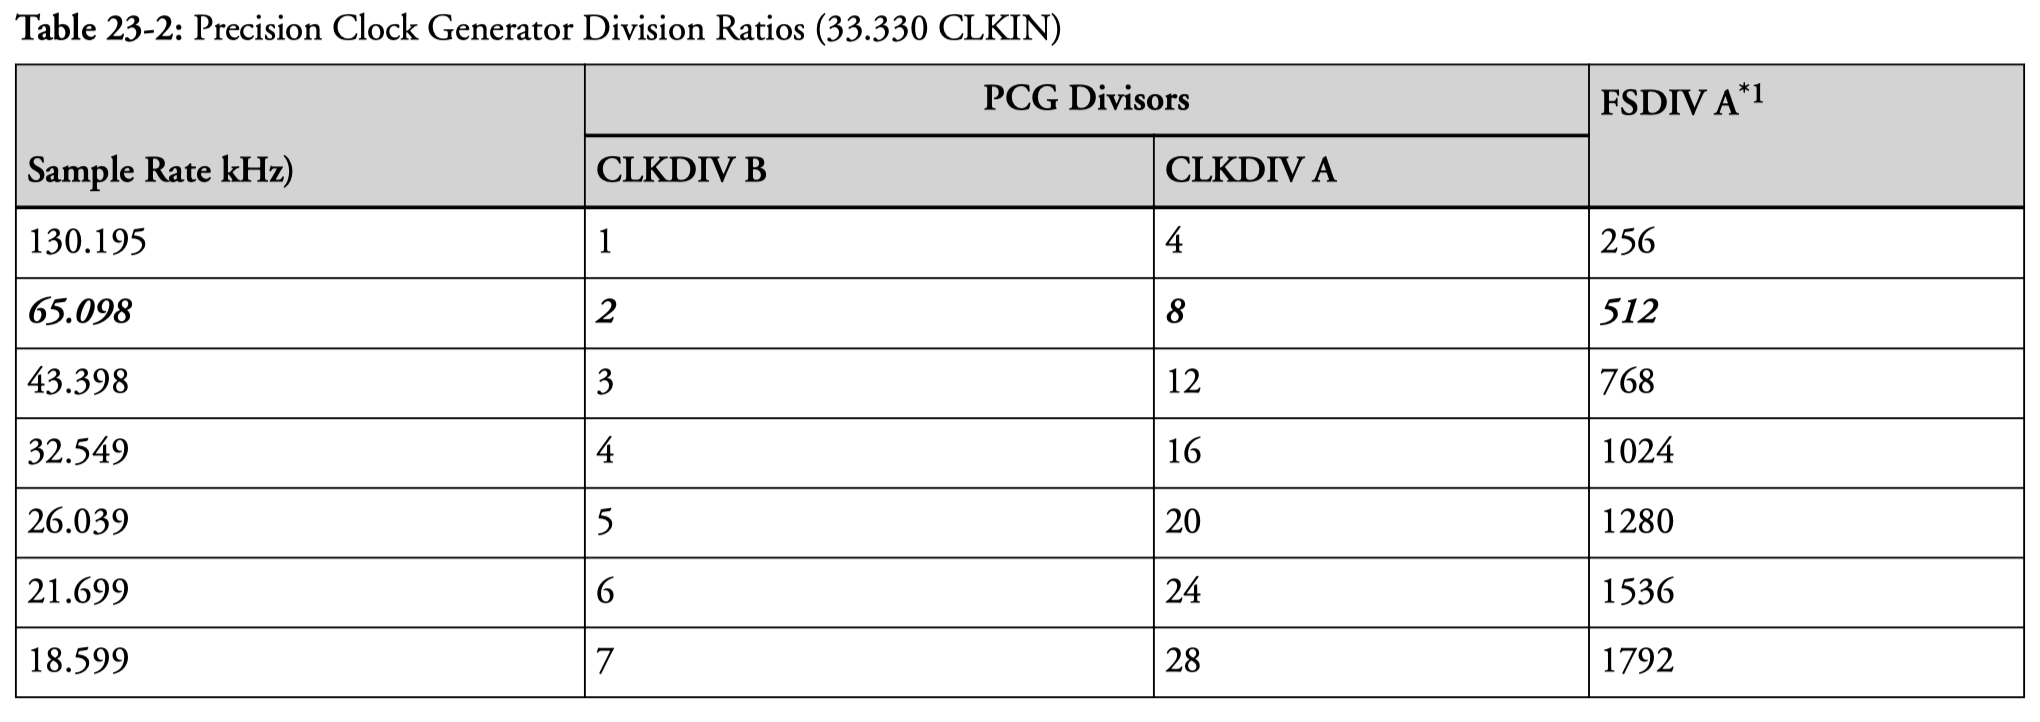 Table 23-2: Precision Clock Generator Division Ratios (33.330 CLKIN)
PCG Divisors FSDIV A*1
Sample Rate kHz) CLKDIV B CLKDIV A
130.195 1 4 256
65.098 2 8 512
43.398 3 12 768
32.549 4 16 1024
26.039 5 20 1280
21.699 6 24 1536
18.599 7 28 1792